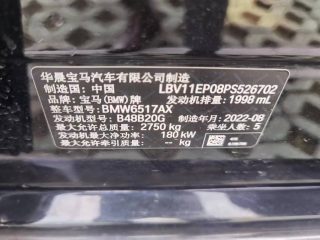 华晨宝马汽车有限公司制造
制造国：中国 LBV11EP08PS526702
品牌：宝马(BMW)牌 发动机排量：1998 mL
整车型号：BMW6517AX
发动机型号：B48B20G 制造年月：2022-08
最大允许总质量：2750 kg 乘坐人数：5
发动机最大净功率：180 kW
最大允许牵引质量：-- kg